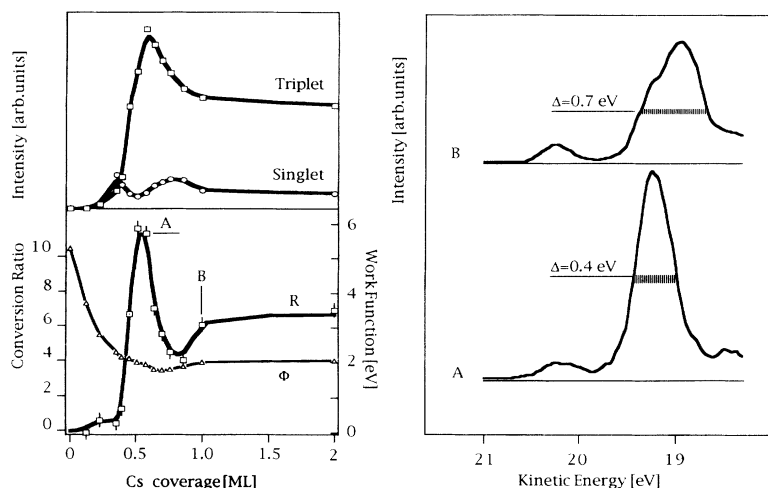 Intensity [arb.units]
Triplet
Singlet
Conversion Ratio
10
8
6
4
2
0
A
B
R
Φ
6
4
2
0
Work Function [eV]
0
0.5
1.0
1.5
2
Cs coverage[ML]
Intensity [arb.units]
Δ=0.7 eV
B
Δ=0.4 eV
A
21
20
19
Kinetic Energy [eV]